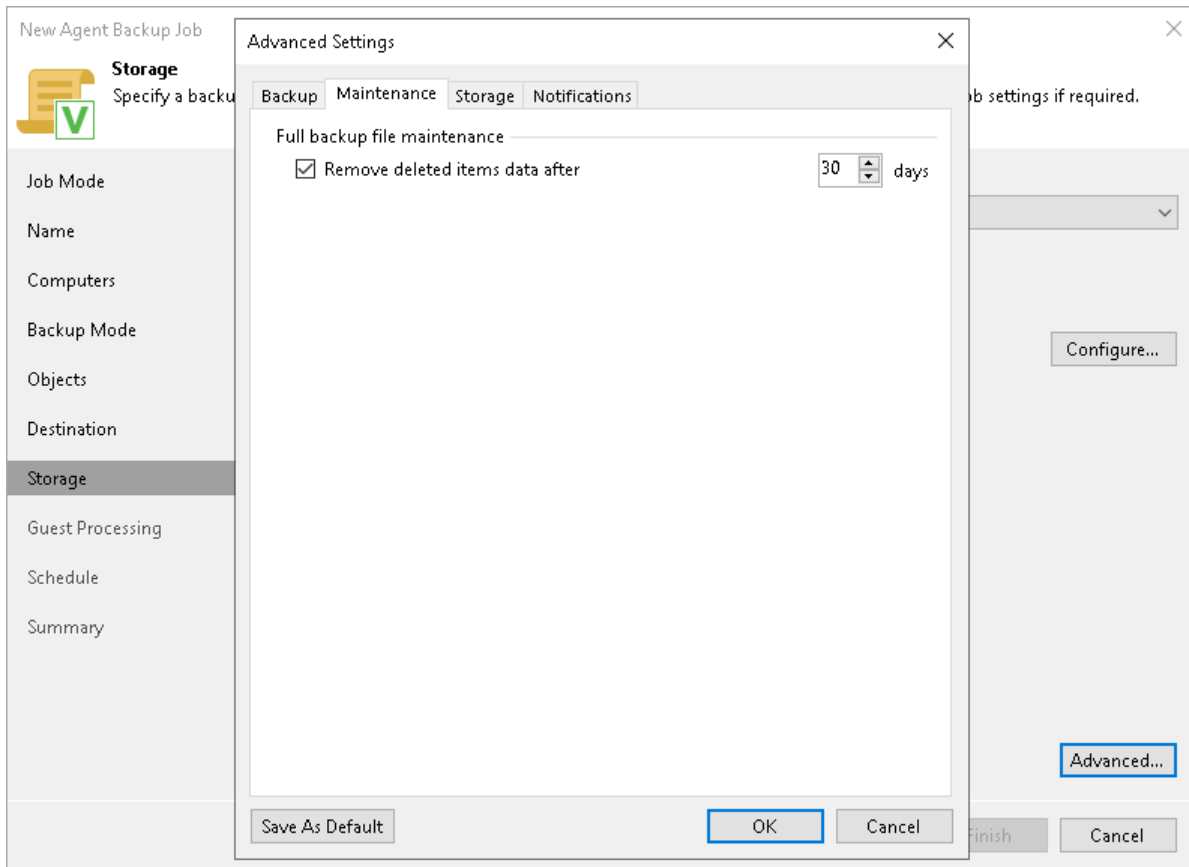 New Agent Backup Job
Storage
Specify a backu
b settings if required.
Job Mode
Name
Computers
Backup Mode
Objects
Destination
Storage
Guest Processing
Schedule
Summary
Advanced Settings
Backup Maintenance Storage Notifications
Full backup file maintenance
Remove deleted items data after 30 days
Save As Default OK Cancel
Configure...
Advanced...
Finish Cancel